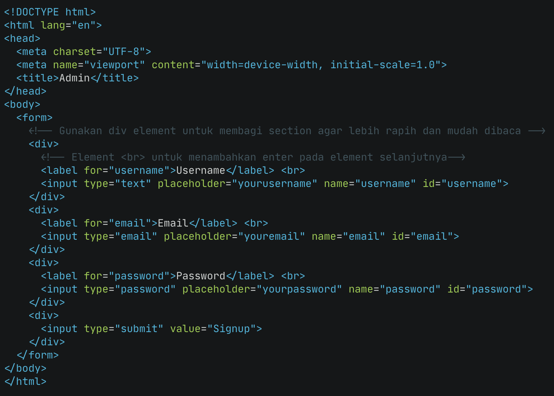 <!DOCTYPE html>
<html lang="en">
<head>
  <meta charset="UTF-8">
  <meta name="viewport" content="width=device-width, initial-scale=1.0">
  <title>Admin</title>
</head>
<body>
  <form>
    <!-- Gunakan div element untuk membagi section agar lebih rapih dan mudah dibaca -->
    <div>
      <!-- Element <br> untuk menambahkan enter pada element selanjutnya-->
      <label for="username">Username</label> <br>
      <input type="text" placeholder="yourusername" name="username" id="username">
    </div>
    <div>
      <label for="email">Email</label> <br>
      <input type="email" placeholder="youremail" name="email" id="email">
    </div>
    <div>
      <label for="password">Password</label> <br>
      <input type="password" placeholder="yourpassword" name="password" id="password">
    </div>
    <div>
      <input type="submit" value="Signup">
    </div>
  </form>
</body>
</html>